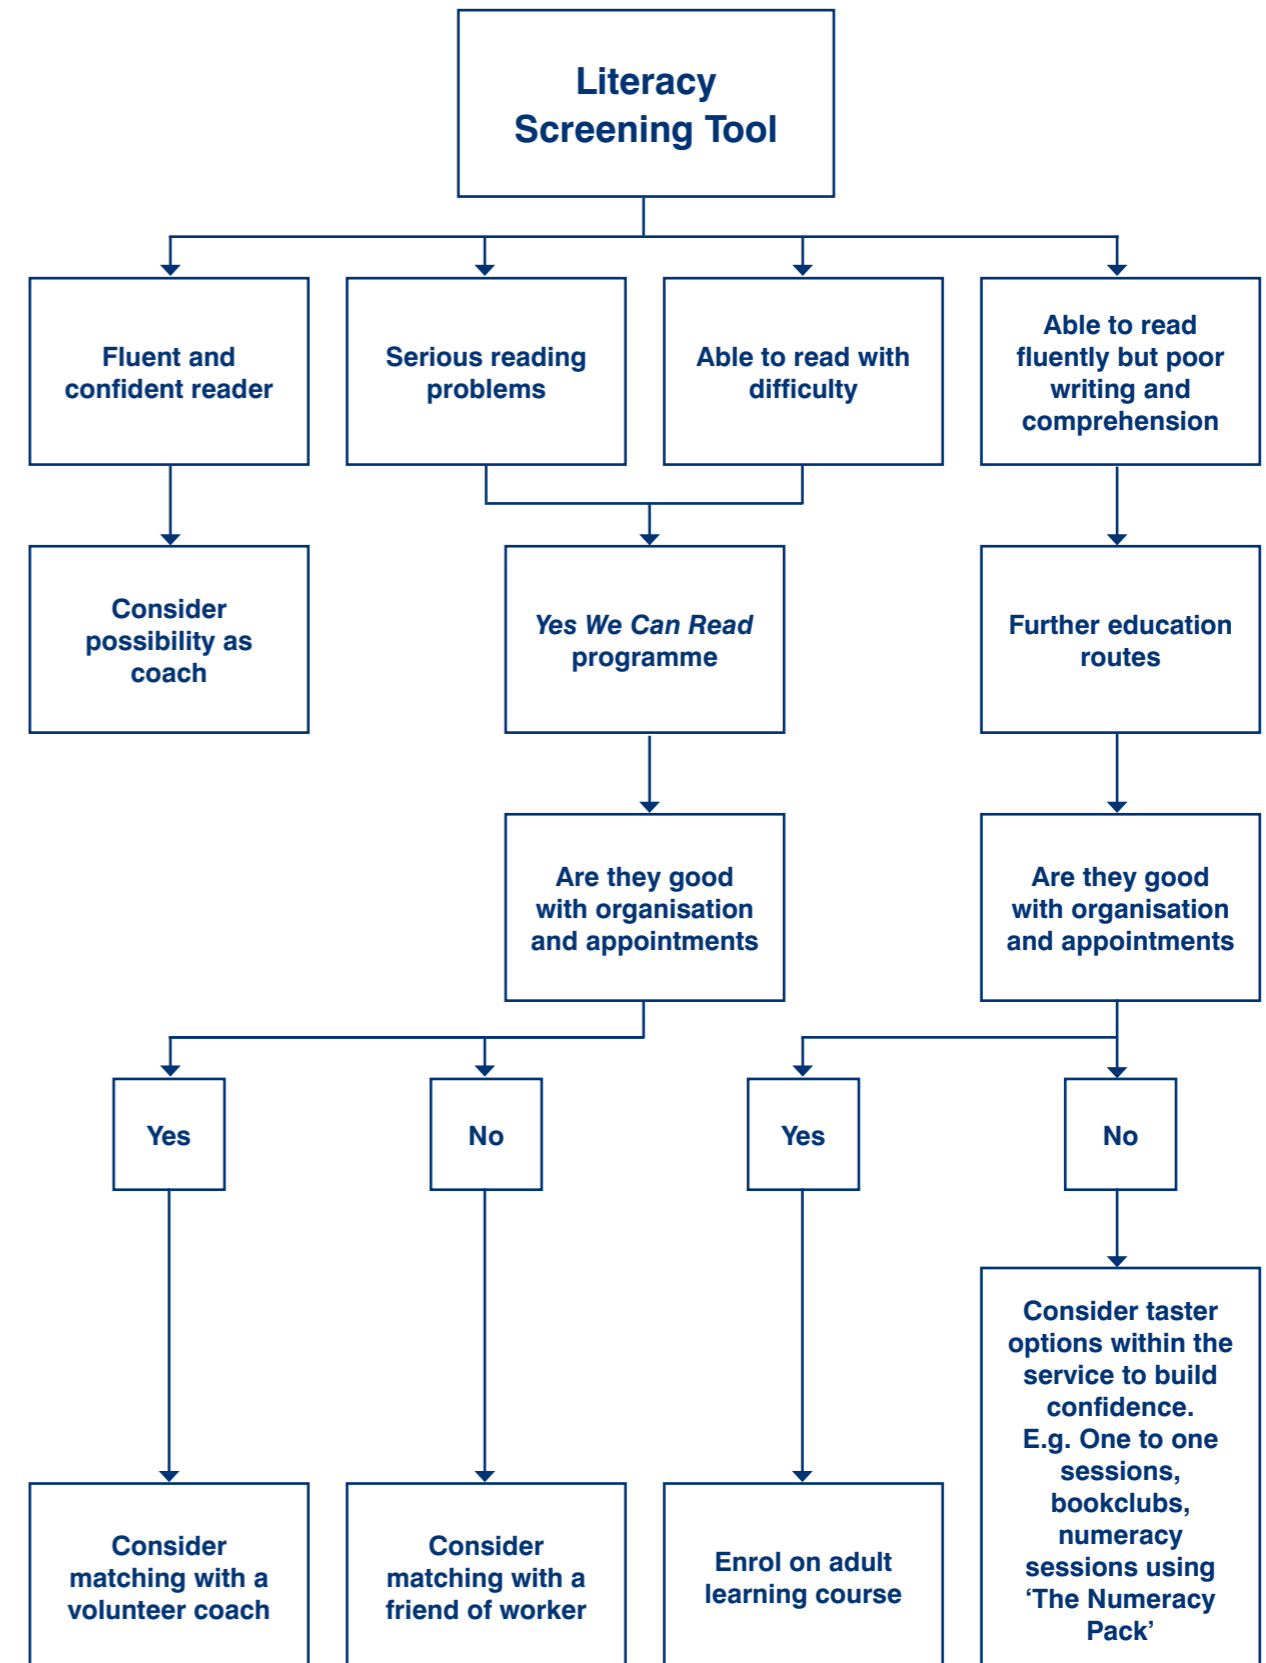 Literacy
Screening Tool
Fluent and
confident reader
Serious reading
problems
Able to read with
difficulty
Able to read
fluently but poor
writing and
comprehension
Consider
possibility as
coach
Yes We Can Read
programme
Further education
routes
Are they good
with organisation
and appointments
Are they good
with organisation
and appointments
Yes
No
Yes
No
Consider
matching with a
volunteer coach
Consider
matching with a
friend of worker
Enrol on adult
learning course
Consider taster
options within the
service to build
confidence.
E.g. One to one
sessions,
bookclubs,
numeracy
sessions using
‘The Numeracy
Pack’